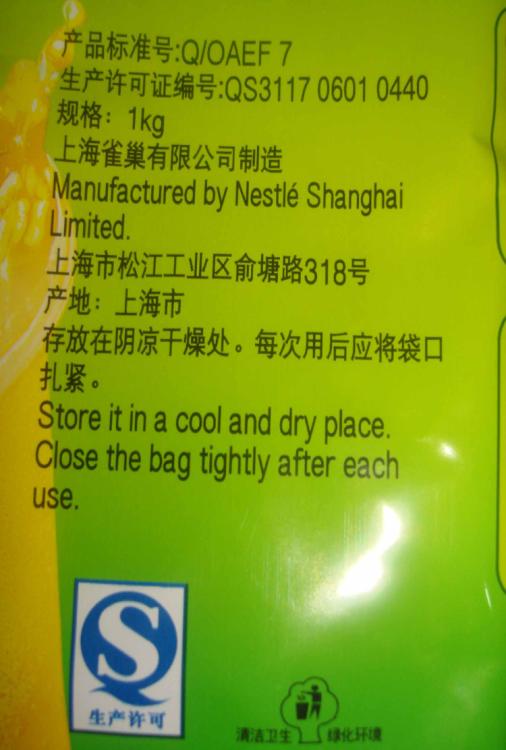 产品标准号:Q/OAEF 7
生产许可证编号:QS3117 0601 0440
规格：1kg
上海雀巢有限公司制造
Manufactured by Nestlé Shanghai
Limited.
上海市松江工业区俞塘路318号
产地：上海市
存放在阴凉干燥处。每次用后应将袋口
扎紧。
Store it in a cool and dry place.
Close the bag tightly after each
use.
S
生产许可
清洁卫生 绿化环境